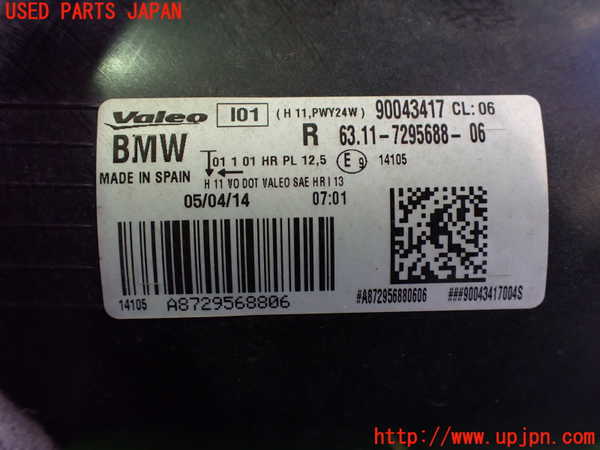 USED PARTS JAPAN
Valeo I01 (H 11,PWY24W) 90043417 CL:06
BMW R 63.11-7295688-06
01 1 01 HR PL 12,5 E9 14105
MADE IN SPAIN H 11 VO DOT VALEO SAE HR I 13
05/04/14 07:01
14105 A8729568806 #A872956880606 ###90043417004S
http://www.upjpn.com/